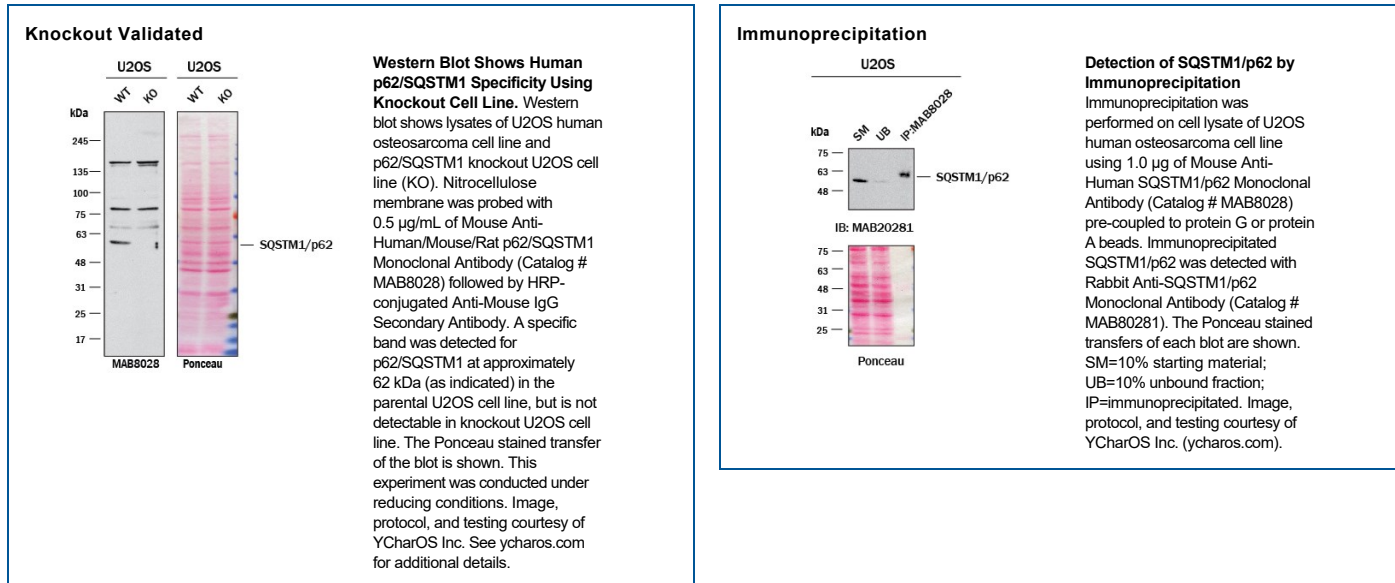 Knockout Validated
U2OS U2OS
WT KO WT KO
kDa
245
135
100
75
63
48
31
25
17
SQSTM1/p62
MAB8028 Ponceau
Western Blot Shows Human
p62/SQSTM1 Specificity Using
Knockout Cell Line. Western
blot shows lysates of U2OS human
osteosarcoma cell line and
p62/SQSTM1 knockout U2OS cell
line (KO). Nitrocellulose
membrane was probed with
0.5 µg/mL of Mouse Anti-
Human/Mouse/Rat p62/SQSTM1
Monoclonal Antibody (Catalog #
MAB8028) followed by HRP-
conjugated Anti-Mouse IgG
Secondary Antibody. A specific
band was detected for
p62/SQSTM1 at approximately
62 kDa (as indicated) in the
parental U2OS cell line, but is not
detectable in knockout U2OS cell
line. The Ponceau stained transfer
of the blot is shown. This
experiment was conducted under
reducing conditions. Image,
protocol, and testing courtesy of
YCharOS Inc. See ycharos.com
for additional details.
Immunoprecipitation
U2OS
SM UB IP:MAB8028
kDa
75
63
48
SQSTM1/p62
IB: MAB20281
75
63
48
31
25
Ponceau
Detection of SQSTM1/p62 by
Immunoprecipitation
Immunoprecipitation was
performed on cell lysate of U2OS
human osteosarcoma cell line
using 1.0 µg of Mouse Anti-
Human SQSTM1/p62 Monoclonal
Antibody (Catalog # MAB8028)
pre-coupled to protein G or protein
A beads. Immunoprecipitated
SQSTM1/p62 was detected with
Rabbit Anti-SQSTM1/p62
Monoclonal Antibody (Catalog #
MAB80281). The Ponceau stained
transfers of each blot are shown.
SM=10% starting material;
UB=10% unbound fraction;
IP=immunoprecipitated. Image,
protocol, and testing courtesy of
YCharOS Inc. (ycharos.com).